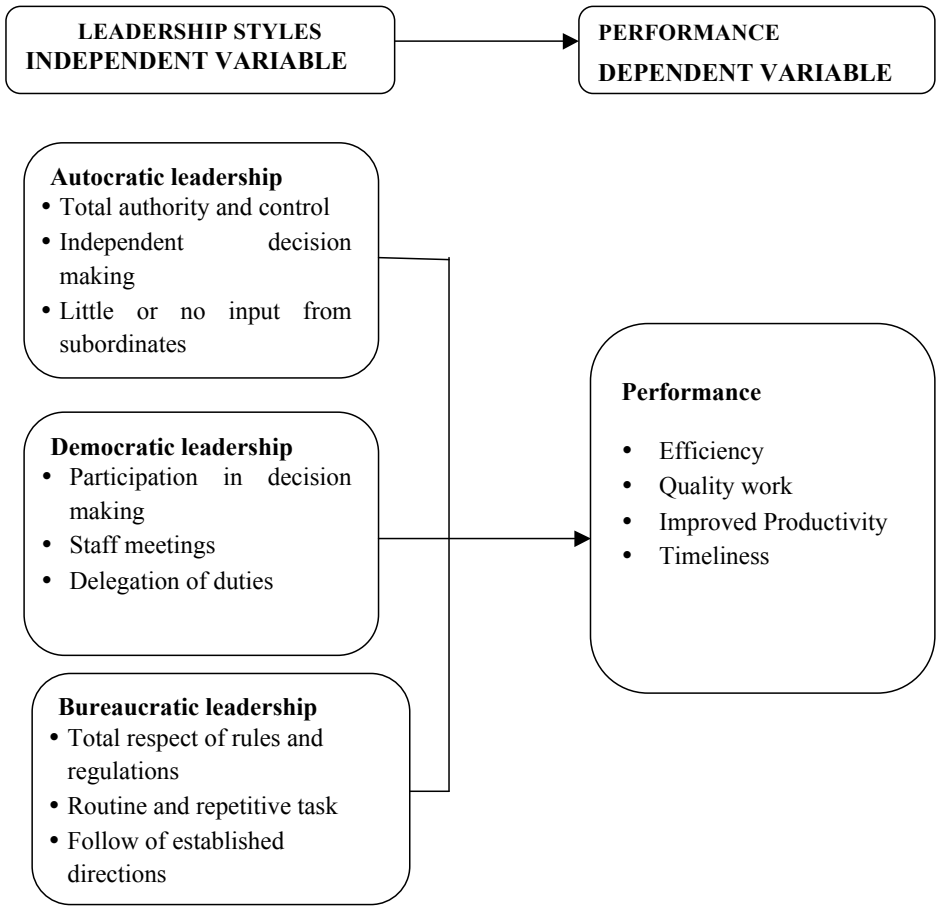 LEADERSHIP STYLES
INDEPENDENT VARIABLE
PERFORMANCE
DEPENDENT VARIABLE
Autocratic leadership
• Total authority and control
• Independent decision
making
• Little or no input from
subordinates
Democratic leadership
• Participation in decision
making
• Staff meetings
• Delegation of duties
Bureaucratic leadership
• Total respect of rules and
regulations
• Routine and repetitive task
• Follow of established
directions
Performance
• Efficiency
• Quality work
• Improved Productivity
• Timeliness